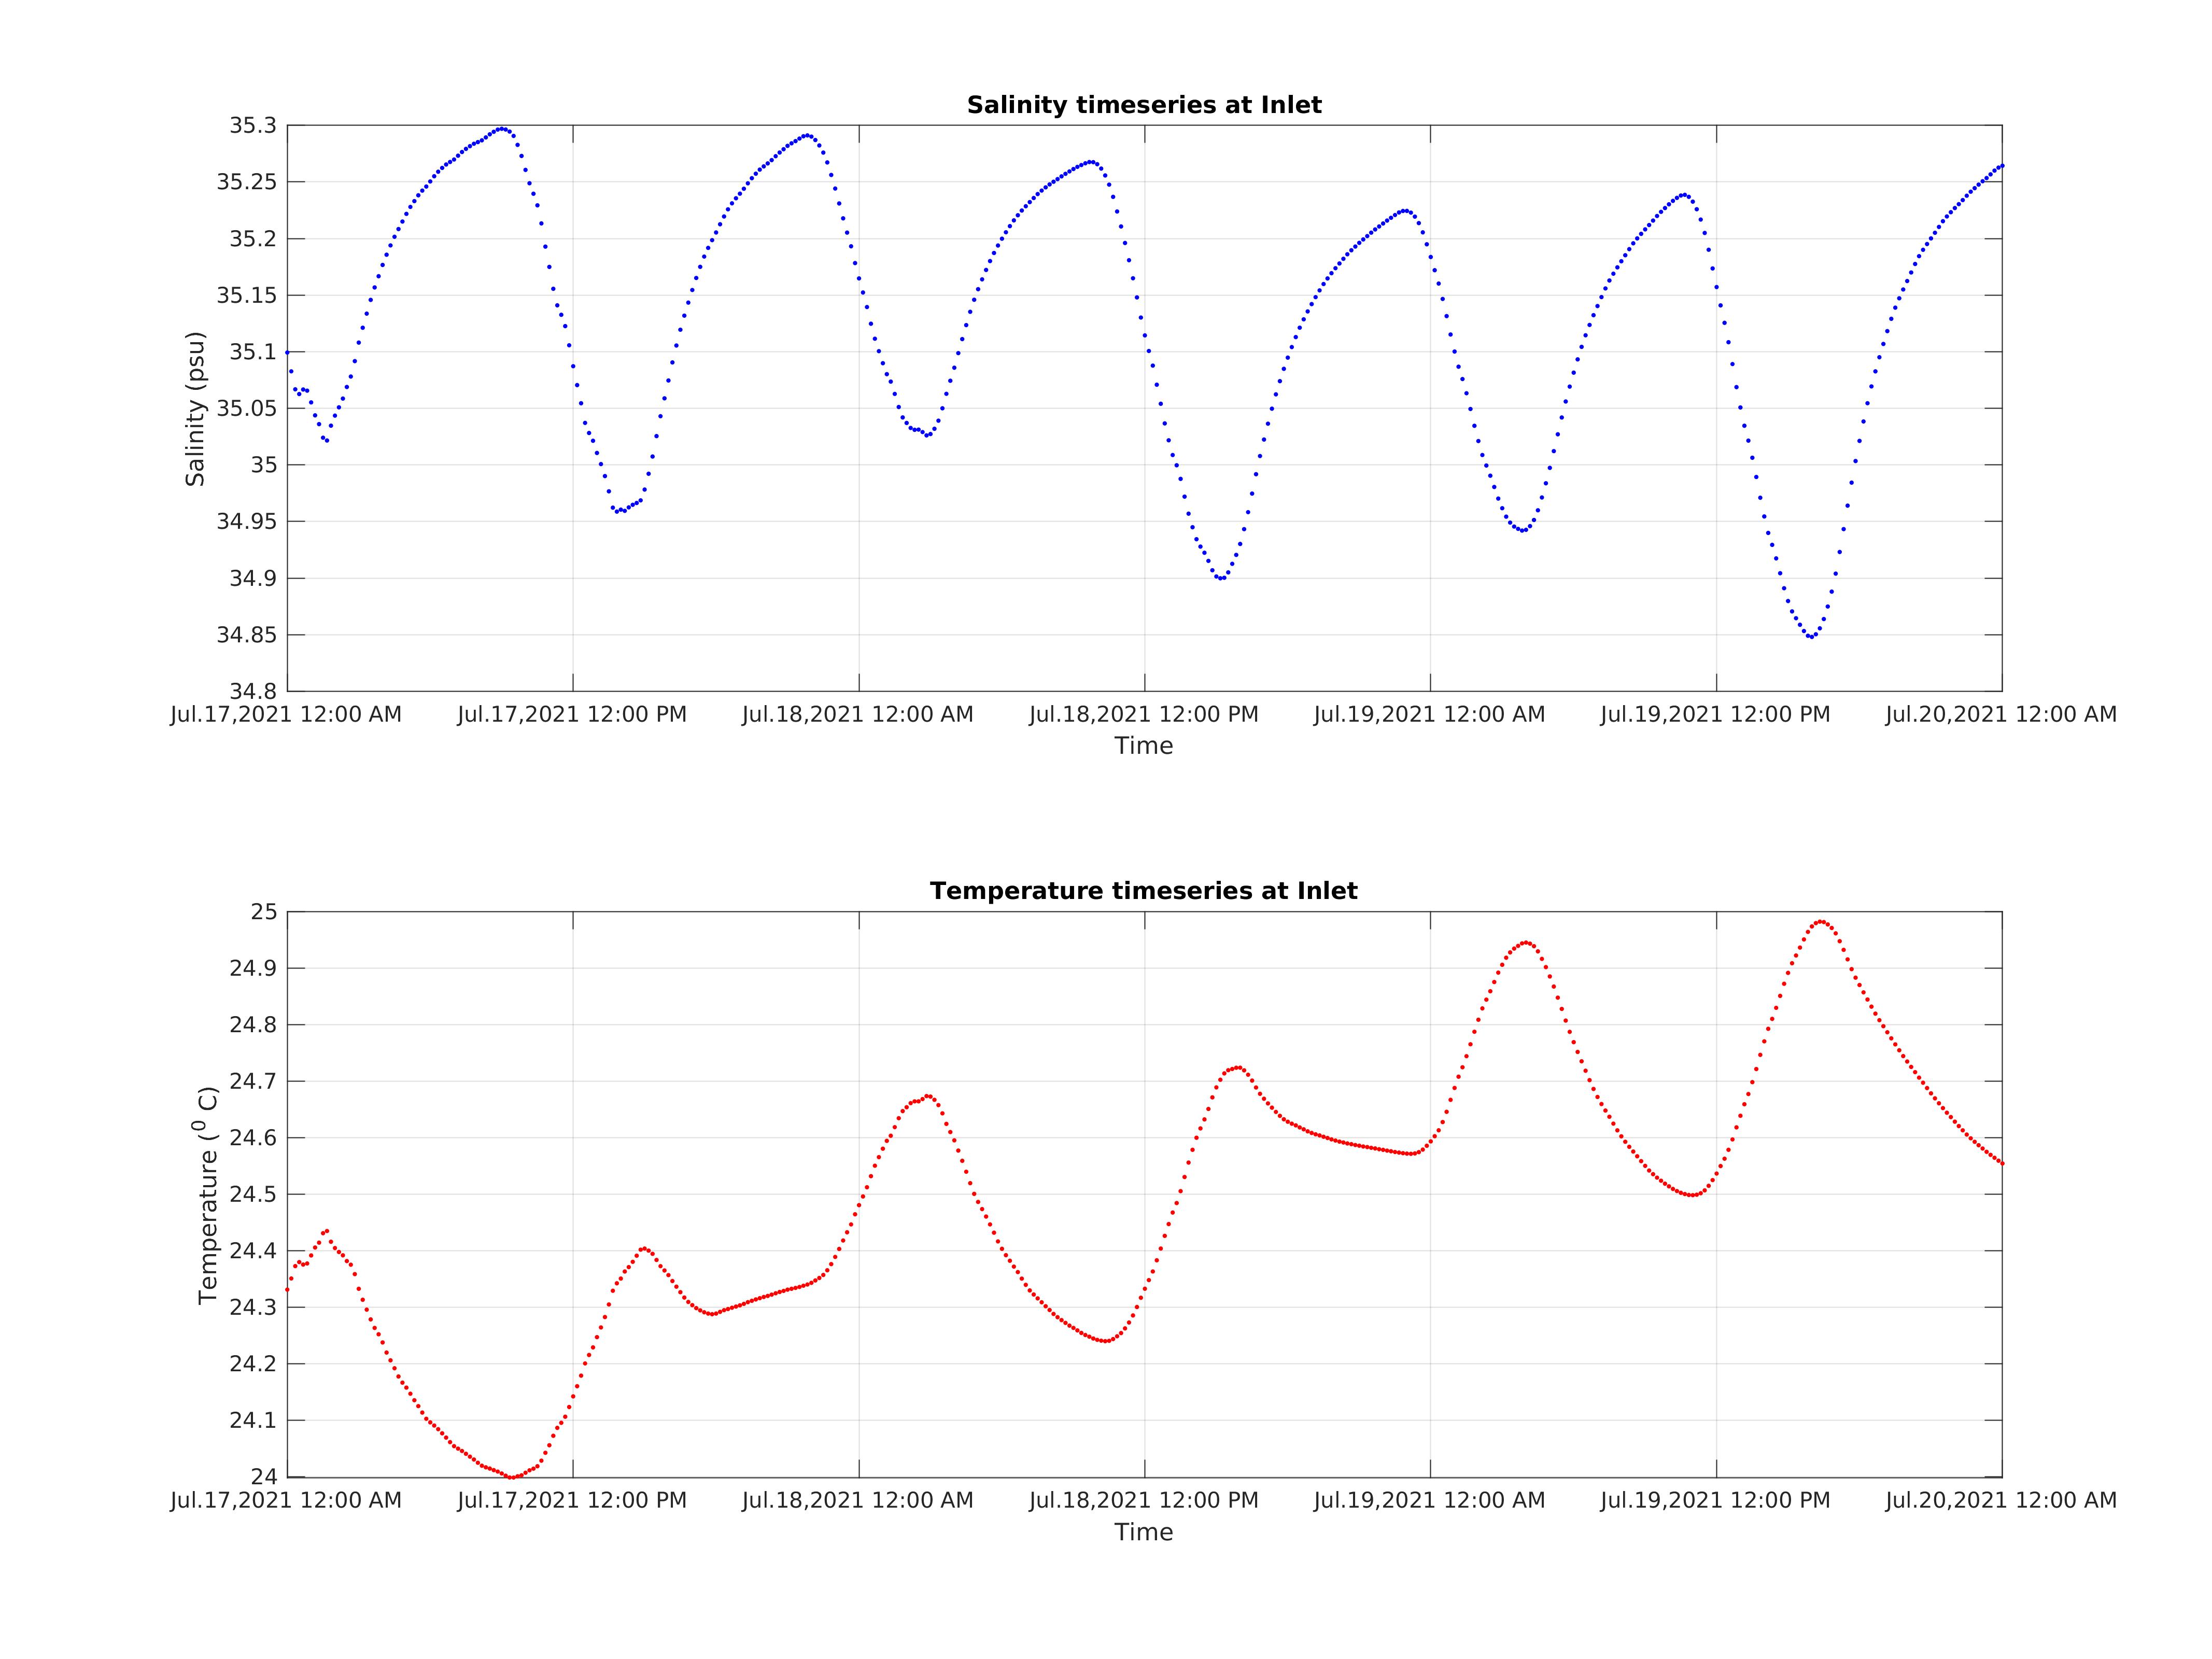 Salinity timeseries at Inlet
35.3
35.25
35.2
35.15
35.1
35.05
35
34.95
34.9
34.85
34.8
Salinity (psu)
Jul.17,2021 12:00 AM Jul.17,2021 12:00 PM Jul.18,2021 12:00 AM Jul.18,2021 12:00 PM Jul.19,2021 12:00 AM Jul.19,2021 12:00 PM Jul.20,2021 12:00 AM
Time
Temperature timeseries at Inlet
25
24.9
24.8
24.7
24.6
24.5
24.4
24.3
24.2
24.1
24
Temperature (⁰ C)
Jul.17,2021 12:00 AM Jul.17,2021 12:00 PM Jul.18,2021 12:00 AM Jul.18,2021 12:00 PM Jul.19,2021 12:00 AM Jul.19,2021 12:00 PM Jul.20,2021 12:00 AM
Time